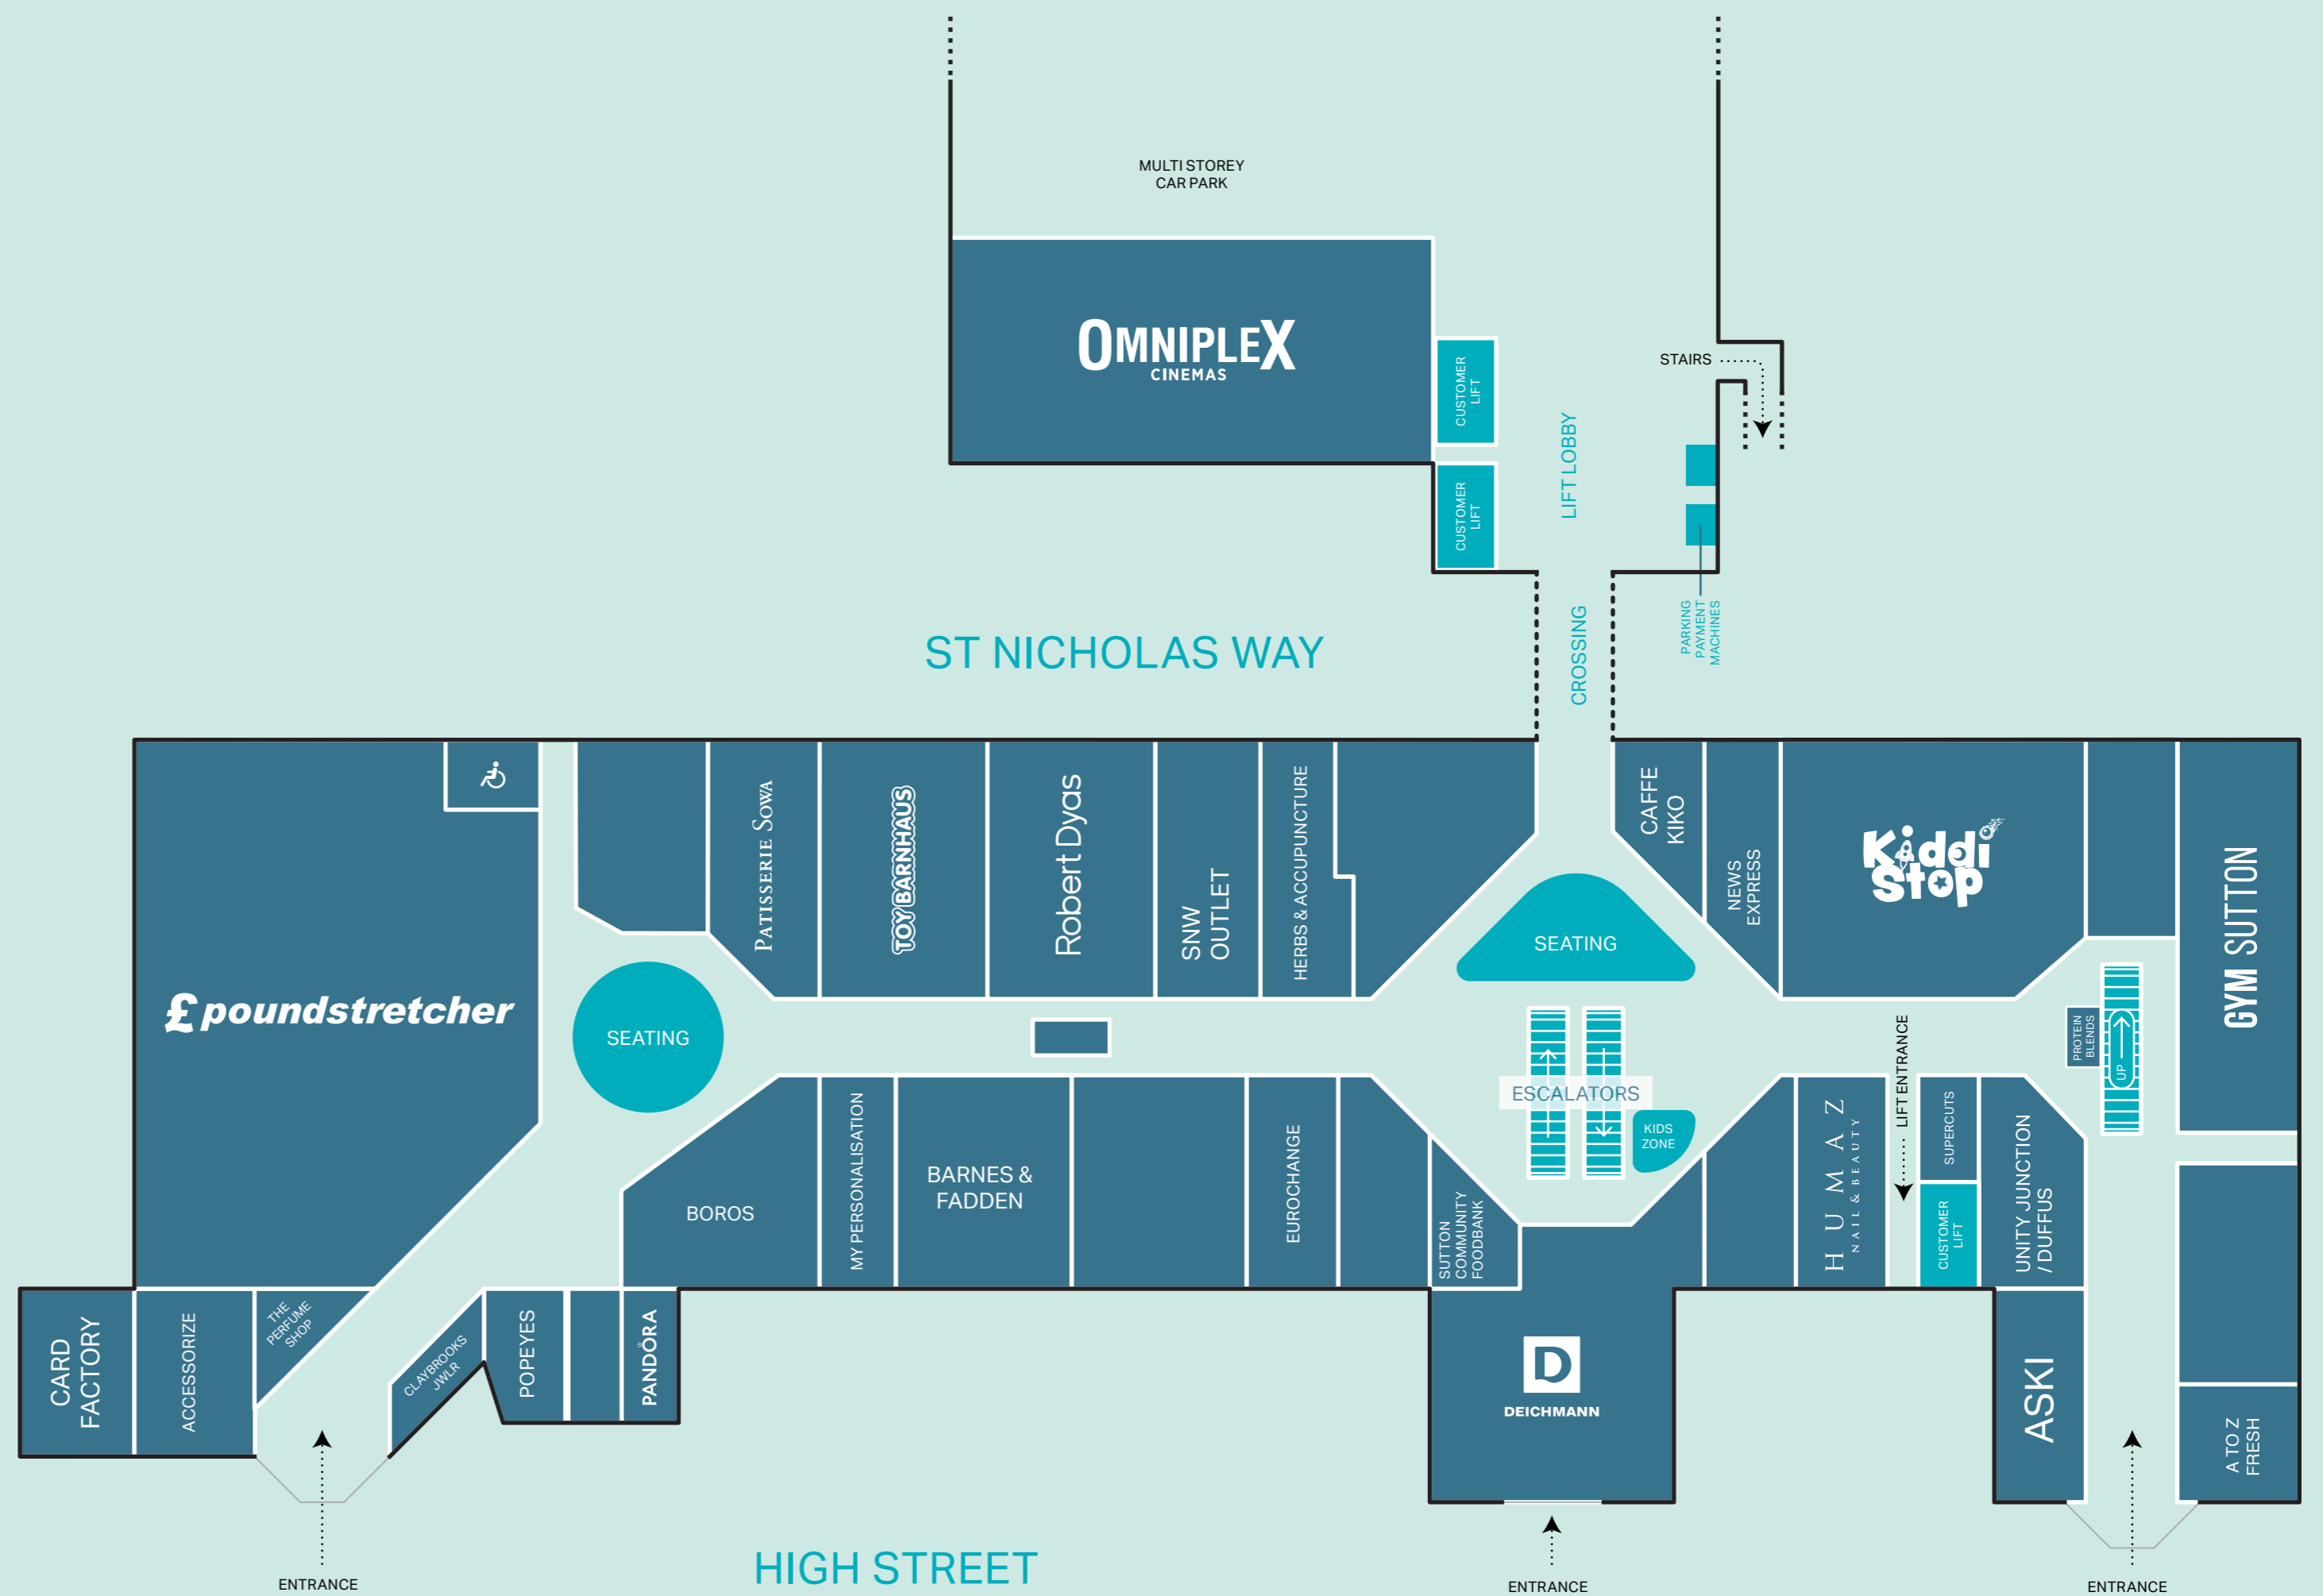 MULTI STOREY
CAR PARK
OMNIPLEX
CINEMAS
CUSTOMER
LIFT
CUSTOMER
LIFT
LIFT LOBBY
STAIRS
PARKING
PAYMENT
MACHINES
CROSSING
ST NICHOLAS WAY
£ poundstretcher
SEATING
PATISSERIE SOWA
TOY BARNHAUS
Robert Dyas
SNW
OUTLET
HERBS & ACCUPUNCTURE
SEATING
CAFFE
KIKO
NEWS
EXPRESS
Kiddi
Stop
GYM SUTTON
PROTEIN
BLENDS
UP
ESCALATORS
KIDS
ZONE
LIFT ENTRANCE
BOROS
MY PERSONALISATION
BARNES &
FADDEN
EUROCHANGE
SUTTON
COMMUNITY
FOODBANK
HUMAZ
NAIL & BEAUTY
SUPERCUTS
CUSTOMER
LIFT
UNITY JUNCTION
/ DUFFUS
CARD
FACTORY
ACCESSORIZE
THE
PERFUME
SHOP
CLAYBROOKS
JWLR
POPEYES
PANDORA
D
DEICHMANN
ASKI
A TO Z
FRESH
HIGH STREET
ENTRANCE
ENTRANCE
ENTRANCE